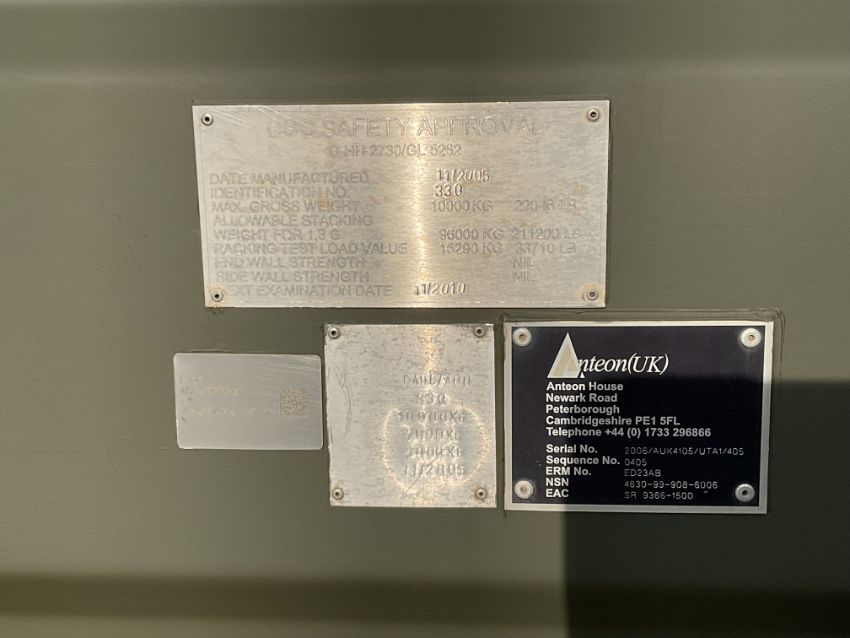 CSC SAFETY APPROVAL
D-HH-2730/GL 6262
DATE MANUFACTURED 11/2005
IDENTIFICATION NO. 330
MAX. GROSS WEIGHT 10000 KG 22046 LB
ALLOWABLE STACKING
WEIGHT FOR 1,8 G 96000 KG 211200 LB
RACKING TEST LOAD VALUE 15290 KG 33710 LB
END WALL STRENGTH NIL
SIDE WALL STRENGTH NIL
NEXT EXAMINATION DATE 11/2010
330
10000KG
11/2005
Anteon(UK)
Anteon House
Newark Road
Peterborough
Cambridgeshire PE1 5FL
Telephone +44 (0) 1733 296866
Serial No. 2006/AUK4105/UTA1/405
Sequence No. 0405
ERM No. ED23AB
NSN 4630-99-908-6006
EAC SR 9366-1500